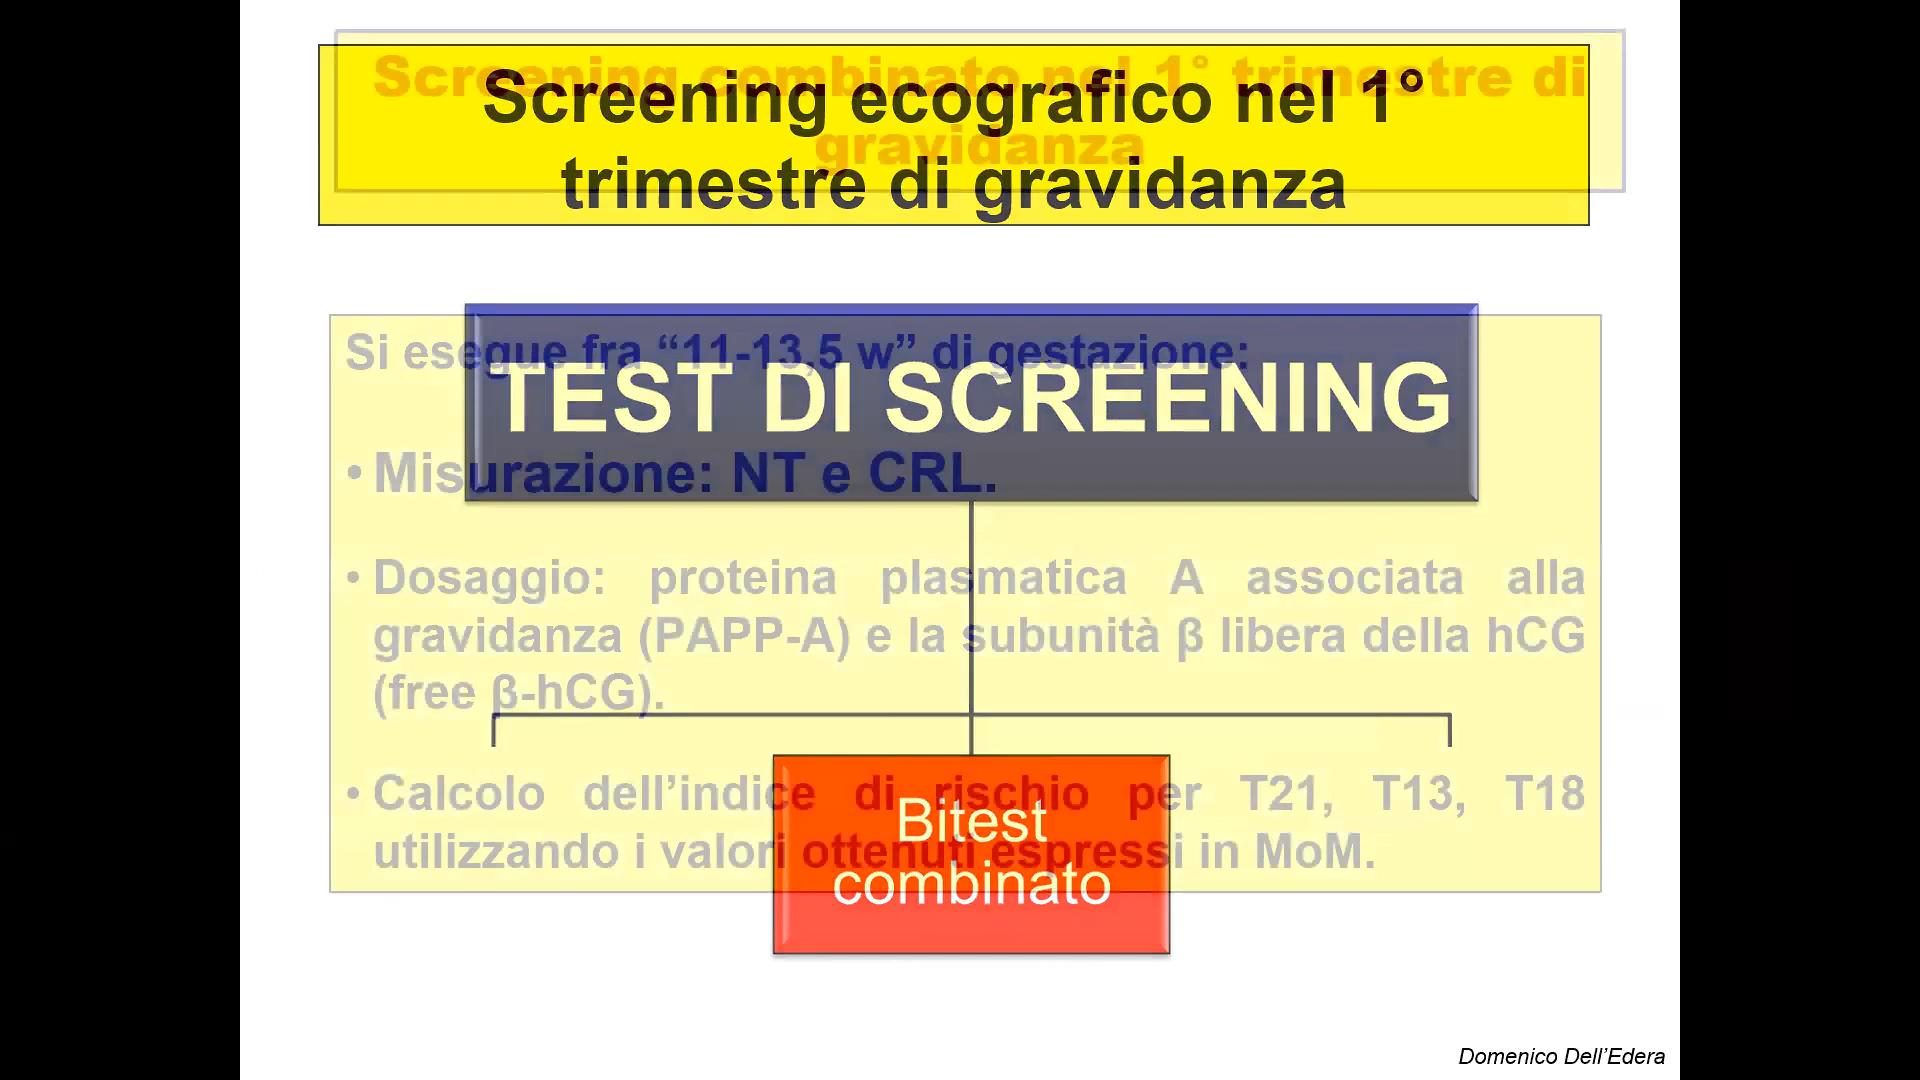 Screening combinato nel 1° trimestre di
gravidanza
Screening ecografico nel 1°
trimestre di gravidanza
Si esegue fra “11-13,5 w” di gestazione:
TEST DI SCREENING
• Misurazione: NT e CRL.
• Dosaggio: proteina plasmatica A associata alla
gravidanza (PAPP-A) e la subunità β libera della hCG
(free β-hCG).
• Calcolo dell’indice di rischio per T21, T13, T18
utilizzando i valori ottenuti espressi in MoM.
Bitest
combinato
Domenico Dell’Edera